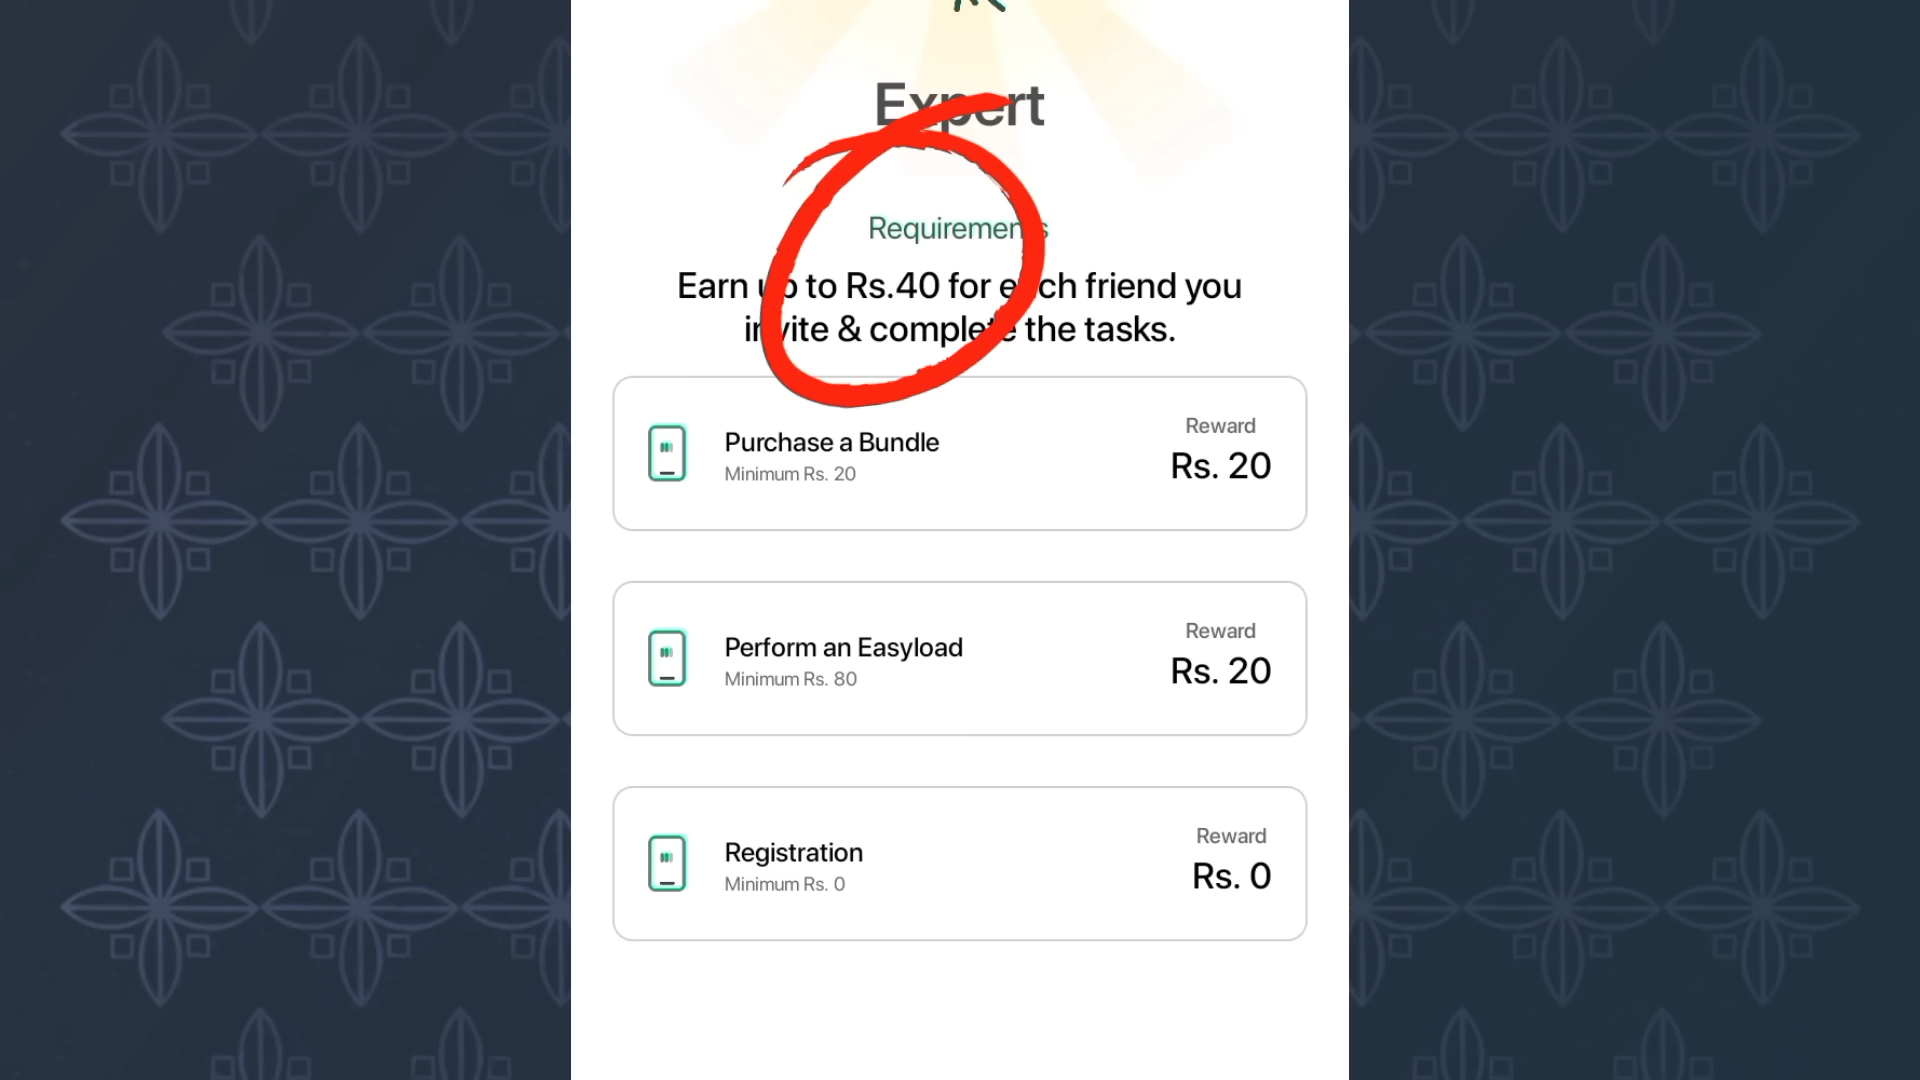 Expert
Requirements
Earn up to Rs.40 for each friend you
invite & complete the tasks.
Purchase a Bundle
Minimum Rs. 20
Reward
Rs. 20
Perform an Easyload
Minimum Rs. 80
Reward
Rs. 20
Registration
Minimum Rs. 0
Reward
Rs. 0